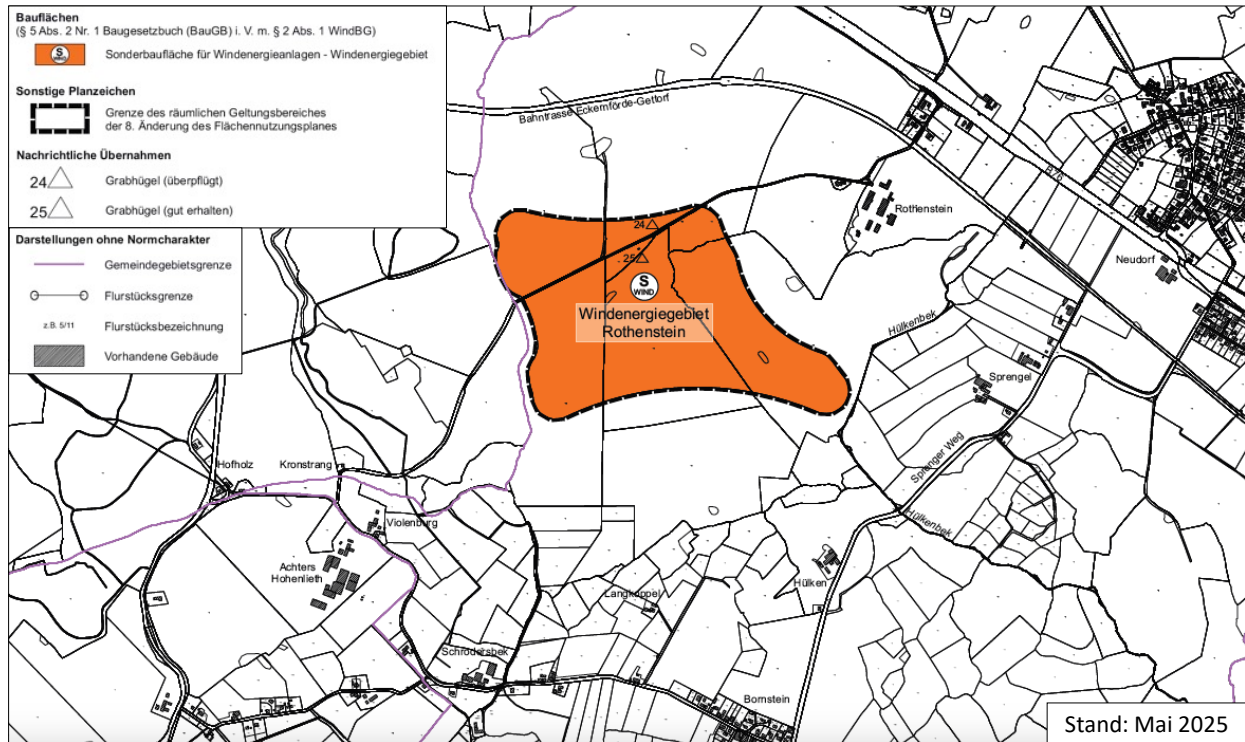 Bauflächen
(§ 5 Abs. 2 Nr. 1 Baugesetzbuch (BauGB) i. V. m. § 2 Abs. 1 WindBG)
S
WIND
Sonderbaufläche für Windenergieanlagen - Windenergiegebiet
Sonstige Planzeichen
Grenze des räumlichen Geltungsbereiches
der 8. Änderung des Flächennutzungsplanes
Nachrichtliche Übernahmen
24 Grabhügel (überpflügt)
25 Grabhügel (gut erhalten)
Darstellungen ohne Normcharakter
Gemeindegebietsgrenze
Flurstücksgrenze
z.B. 5/11 Flurstücksbezeichnung
Vorhandene Gebäude
Bahntrasse Eckernförde-Gettorf
B76
Rothenstein
24
25
S
WIND
Windenergiegebiet
Rothenstein
Neudorf
Hülkenbek
Sprengel
Sprenger Weg
Hülkenbek
Hofholz
Kronstrang
Violenburg
Achters
Hohenlieth
Hülken
Langkoppel
Schrödersbek
Bornstein
Stand: Mai 2025